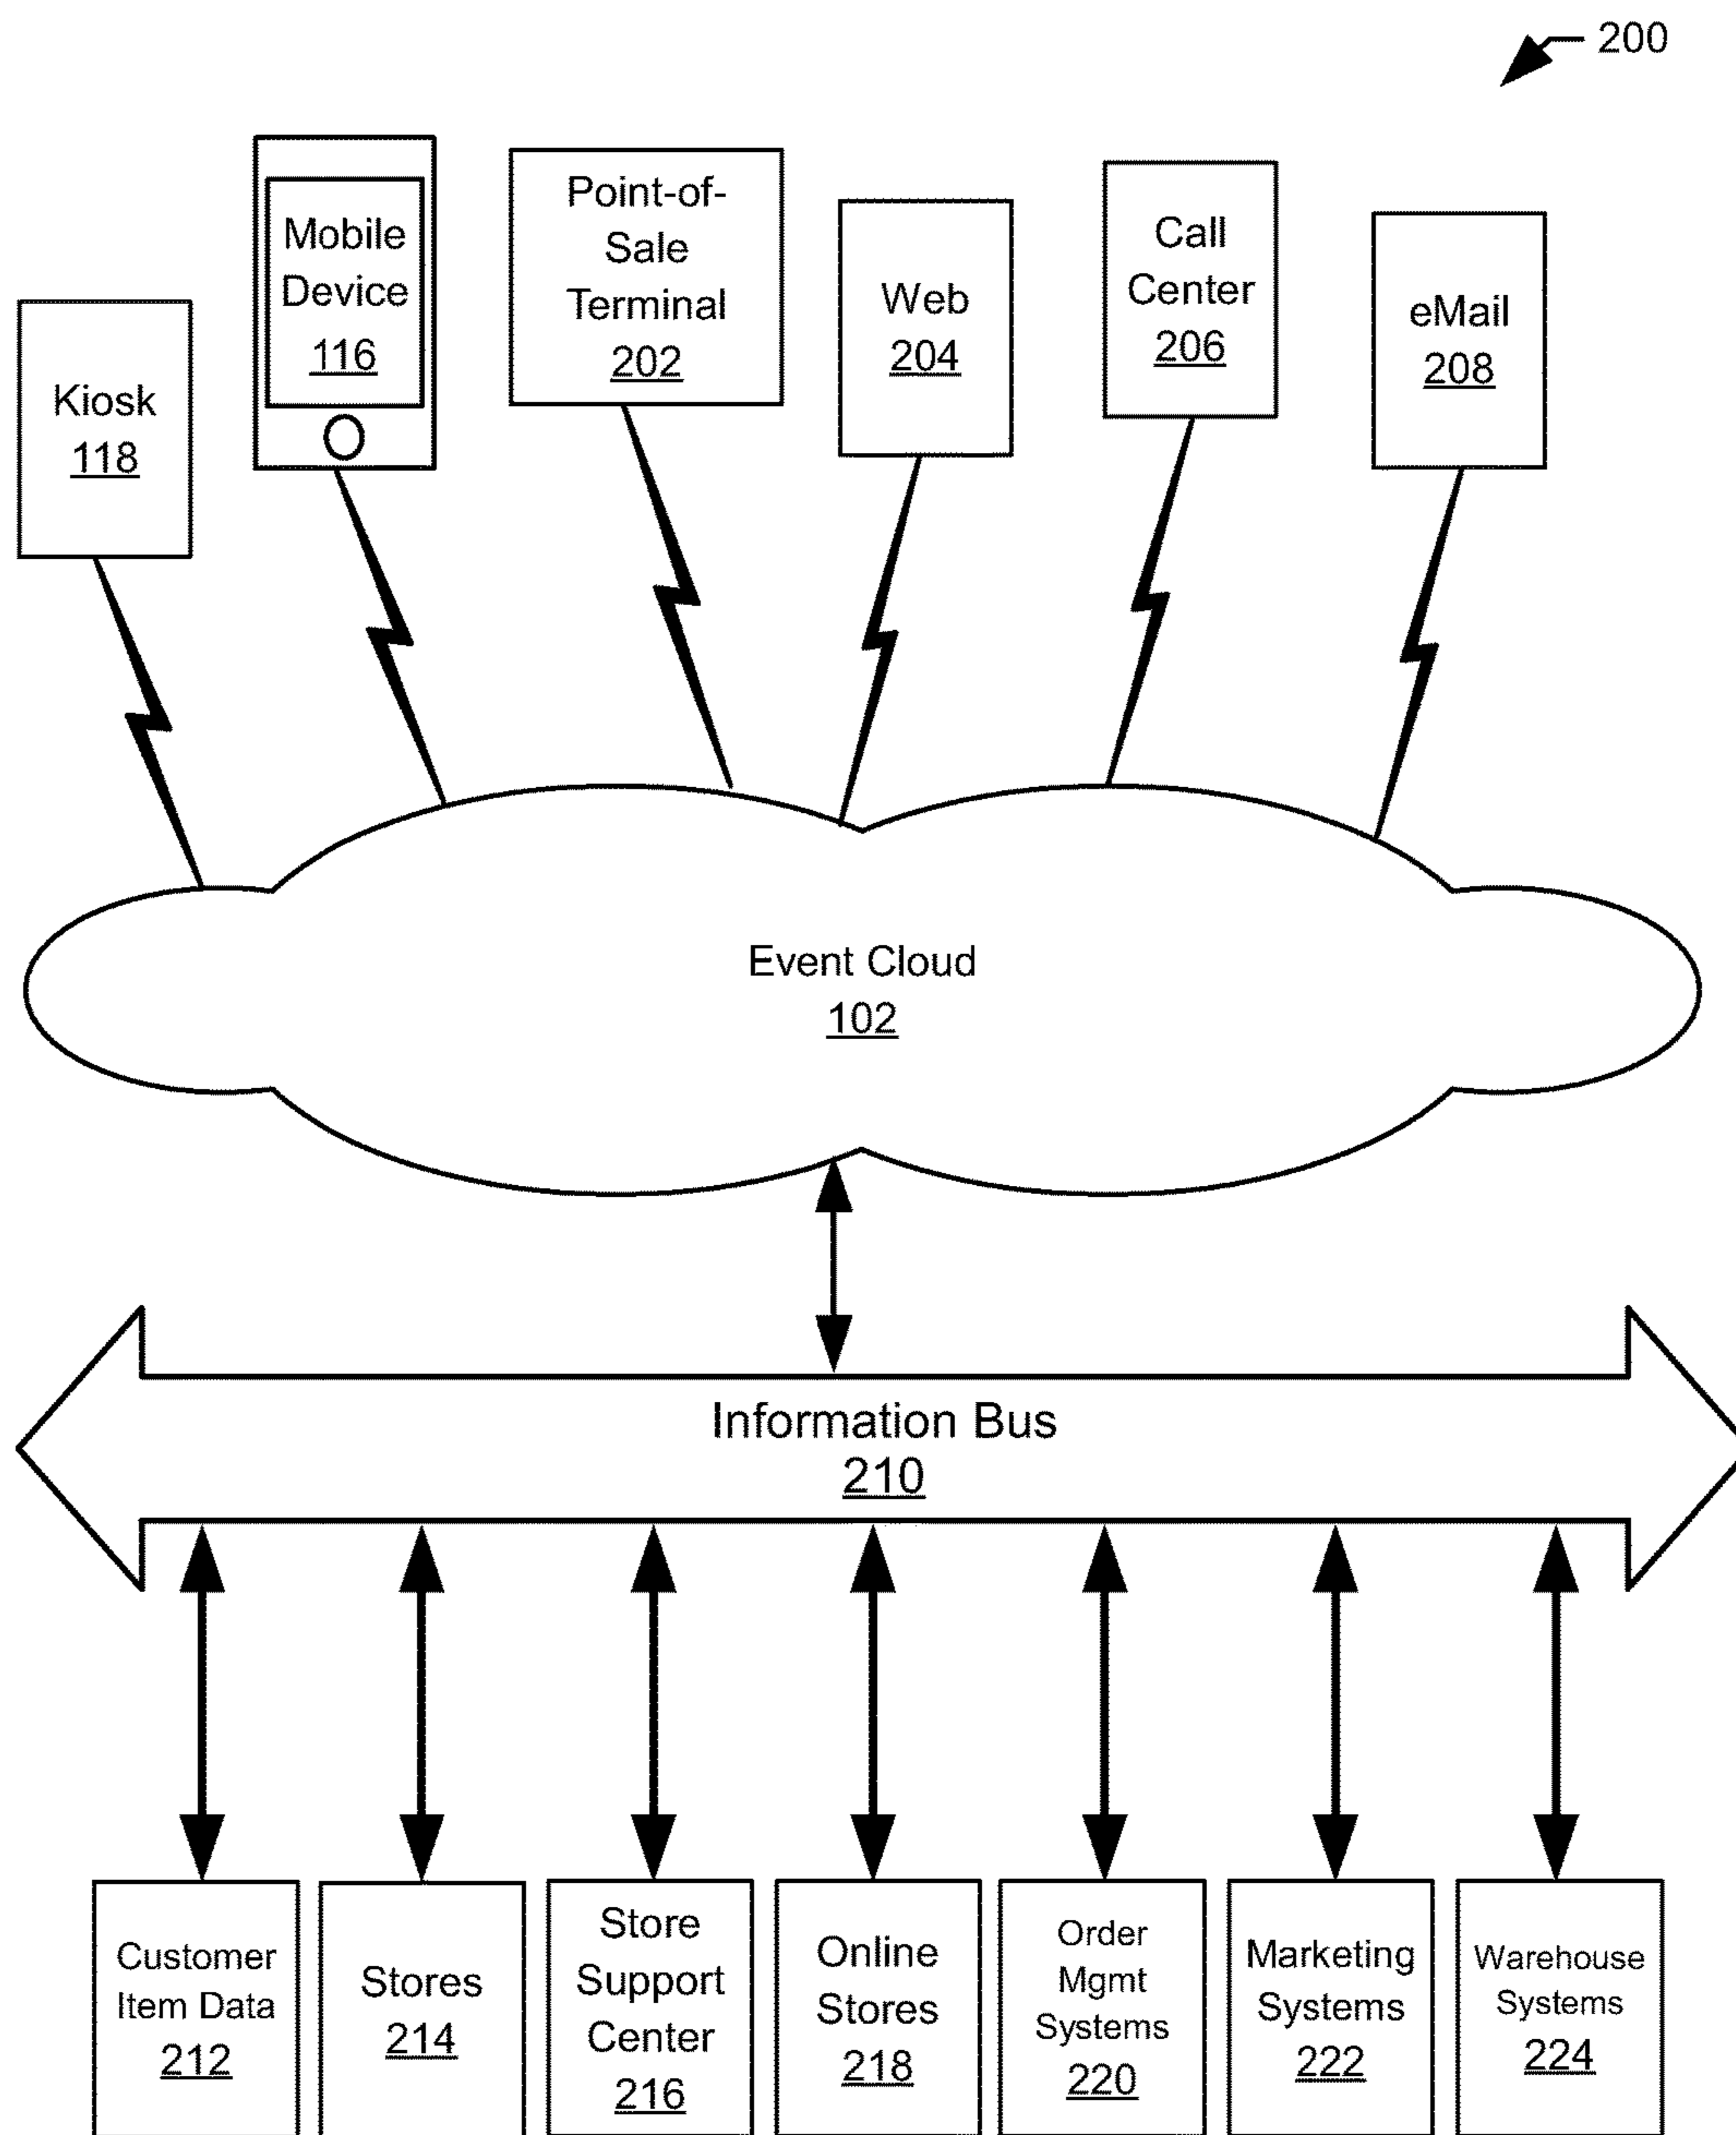 200
Kiosk
118
Mobile
Device
116
Point-of-
Sale
Terminal
202
Web
204
Call
Center
206
eMail
208
Event Cloud
102
Information Bus
210
Customer
Item Data
212
Stores
214
Store
Support
Center
216
Online
Stores
218
Order
Mgmt
Systems
220
Marketing
Systems
222
Warehouse
Systems
224